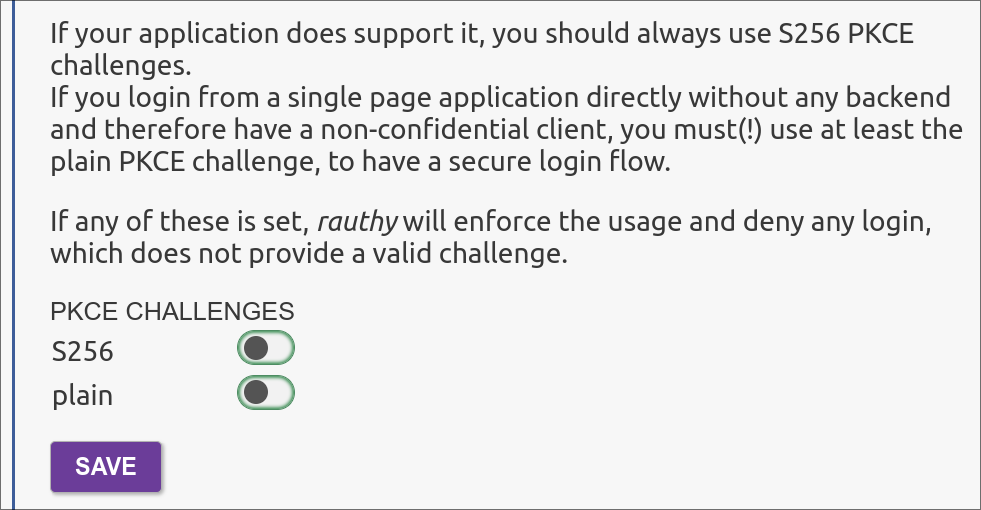 If your application does support it, you should always use S256 PKCE
challenges.
If you login from a single page application directly without any backend
and therefore have a non-confidential client, you must(!) use at least the
plain PKCE challenge, to have a secure login flow.
If any of these is set, rauthy will enforce the usage and deny any login,
which does not provide a valid challenge.
PKCE CHALLENGES
S256
plain
SAVE